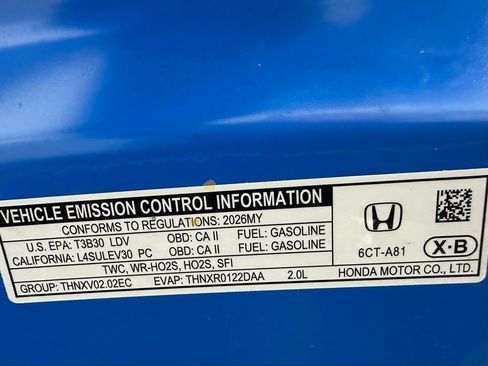 VEHICLE EMISSION CONTROL INFORMATION
CONFORMS TO REGULATIONS: 2026MY
U.S. EPA: T3B30 LDV OBD: CA II FUEL: GASOLINE
CALIFORNIA: L4SULEV30 PC OBD: CA II FUEL: GASOLINE
TWC, WR-HO2S, HO2S, SFI
GROUP: THNXV02.02EC EVAP: THNXR0122DAA 2.0L
6CT-A81
X·B
HONDA MOTOR CO., LTD.